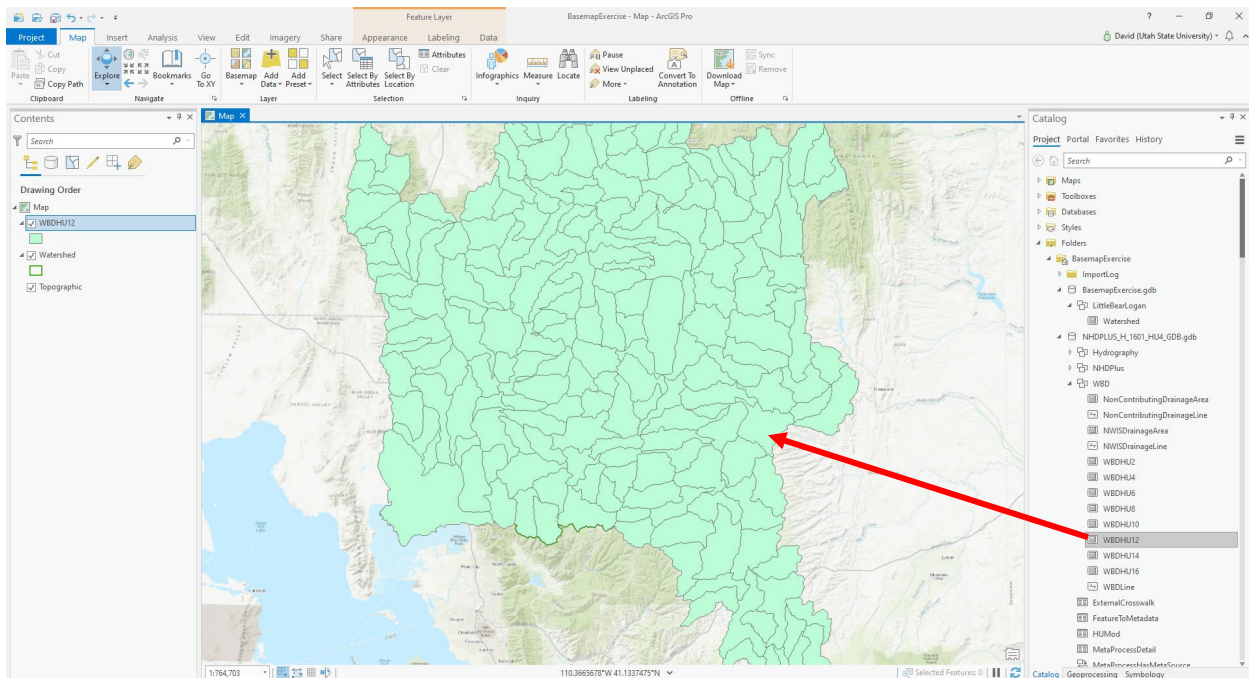 Feature Layer
BasemapExercise - Map - ArcGIS Pro
? 
Project Map Insert Analysis View Edit Imagery Share Appearance Labeling Data
David (Utah State University)
Paste
Cut
Copy
Copy Path
Clipboard
Explore
Bookmarks
Go To XY
Navigate
Basemap
Add Data
Add Preset
Layer
Select
Select By Attributes
Select By Location
Attributes
Clear
Selection
Infographics
Measure
Locate
Inquiry
Pause
View Unplaced
More
Convert To Annotation
Labeling
Download Map
Sync
Remove
Offline
Contents
Search
Drawing Order
Map
WBDHU12
Watershed
Topographic
Map
1:764,703
110.3665678°W 41.1337475°N
Selected Features: 0
Catalog
Project Portal Favorites History
Search
Maps
Toolboxes
Databases
Styles
Folders
BasemapExercise
ImportLog
BasemapExercise.gdb
LittleBearLogan
Watershed
NHDPLUS_H_1601_HU4_GDB.gdb
Hydrography
NHDPlus
WBD
NonContributingDrainageArea
NonContributingDrainageLine
NWISDrainageArea
NWISDrainageLine
WBDHU2
WBDHU4
WBDHU6
WBDHU8
WBDHU10
WBDHU12
WBDHU14
WBDHU16
WBDLine
ExternalCrosswalk
FeatureToMetadata
HUMod
MetaProcessDetail
MetaProcessHasMetaSource
Catalog Geoprocessing Symbology